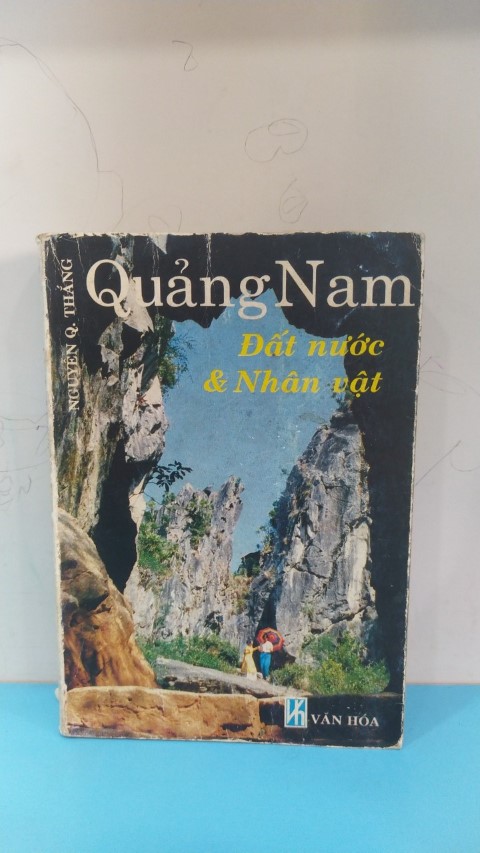 NGUYỄN Q. THẮNG
Quảng Nam
Đất nước
& Nhân vật
VĂN HÓA